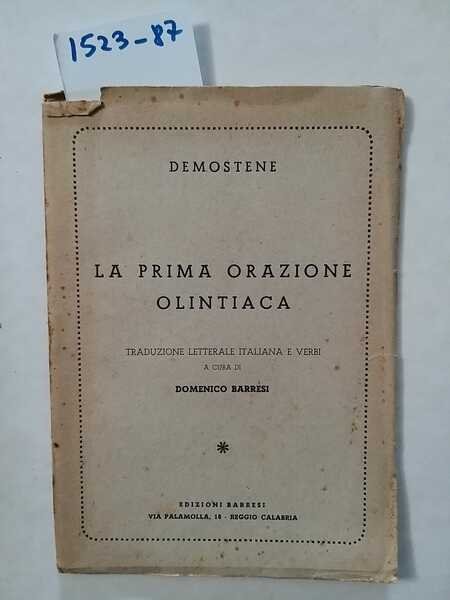 1523-87
DEMOSTENE
LA PRIMA ORAZIONE
OLINTIACA
TRADUZIONE LETTERALE ITALIANA E VERBI
A CURA DI
DOMENICO BARRESI
*
EDIZIONI BARRESI
VIA PALAMOLLA, 18 - REGGIO CALABRIA